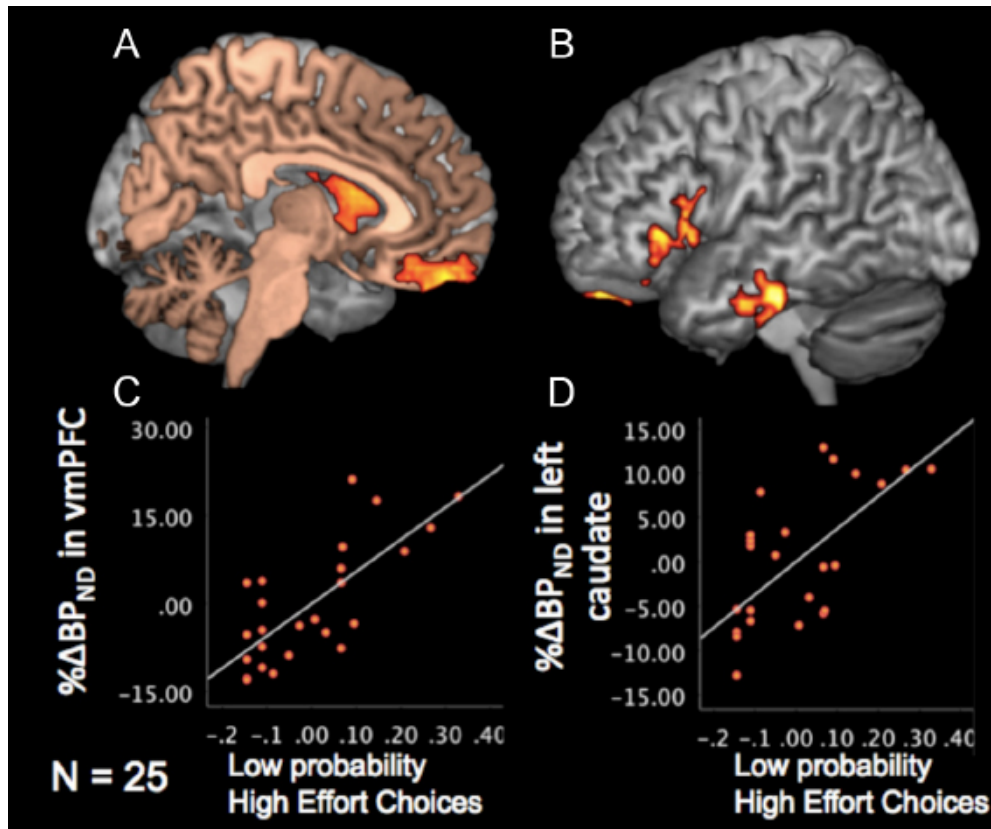 A
B
C
D
%ΔBP_ND in vmPFC
30.00
15.00
.00
−15.00
−.2 −.1 .00 .10 .20 .30 .40
Low probability
High Effort Choices
N = 25
%ΔBP_ND in left
caudate
15.00
10.00
5.00
.00
−5.00
−10.00
−15.00
−.2 −.1 .00 .10 .20 .30 .40
Low probability
High Effort Choices